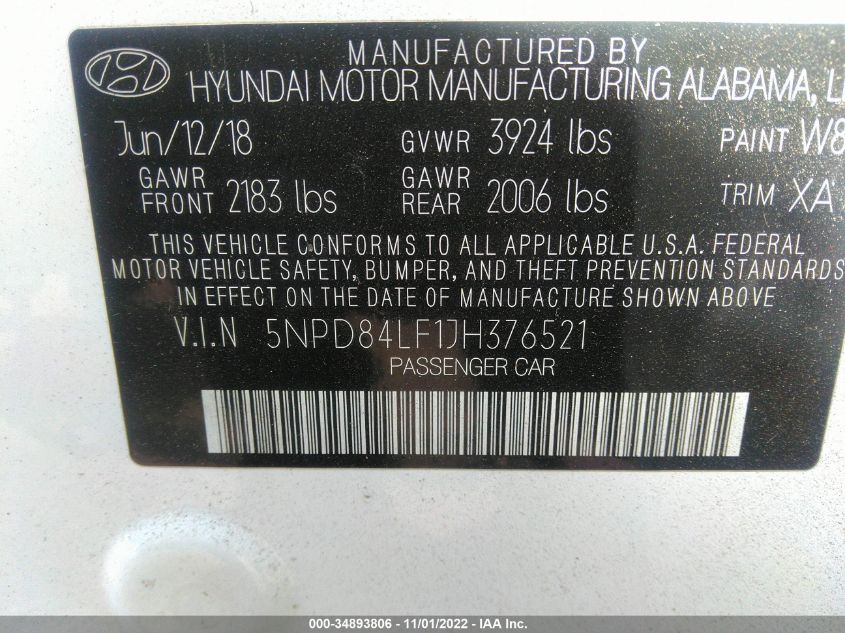 MANUFACTURED BY
HYUNDAI MOTOR MANUFACTURING ALABAMA,
Jun/12/18 GVWR 3924 lbs PAINT W8
GAWR FRONT 2183 lbs GAWR REAR 2006 lbs TRIM XA
THIS VEHICLE CONFORMS TO ALL APPLICABLE U.S.A. FEDERAL
MOTOR VEHICLE SAFETY, BUMPER, AND THEFT PREVENTION STANDARDS
IN EFFECT ON THE DATE OF MANUFACTURE SHOWN ABOVE
V.I.N 5NPD84LF1JH376521
PASSENGER CAR
000-34893806 - 11/01/2022 - IAA Inc.